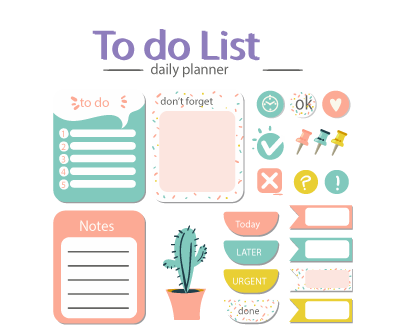 To do List
daily planner
to do
1
2
3
4
5
don't forget
ok
?
!
Notes
Today
LATER
URGENT
done